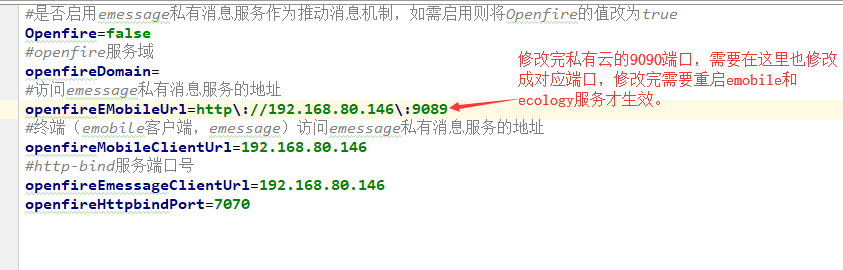 #是否启用emessage私有消息服务作为推动消息机制，如需启用则将Openfire的值改为true
Openfire=false
#openfire服务域
openfireDomain=
#访问emessage私有消息服务的地址
openfireEMobileUrl=http\://192.168.80.146\:9089
#终端（emobile客户端，emessage）访问emessage私有消息服务的地址
openfireMobileClientUrl=192.168.80.146
#http-bind服务端口号
openfireEmessageClientUrl=192.168.80.146
openfireHttpbindPort=7070
修改完私有云的9090端口，需要在这里也修改
成对应端口，修改完需要重启emobile和
ecology服务才生效。